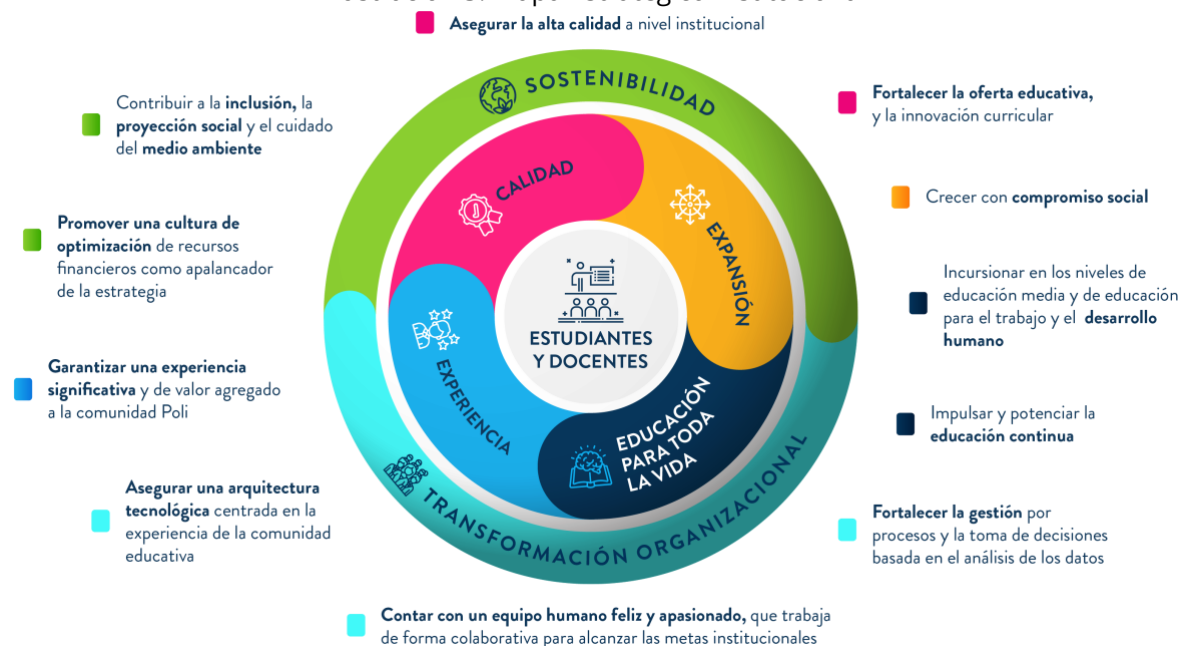 Asegurar la alta calidad a nivel institucional
SOSTENIBILIDAD
Contribuir a la inclusión, la
proyección social y el cuidado
del medio ambiente
Fortalecer la oferta educativa,
y la innovación curricular
CALIDAD
Crecer con compromiso social
EXPANSIÓN
Promover una cultura de
optimización de recursos
financieros como apalancador
de la estrategia
Incursionar en los niveles de
educación media y de educación
para el trabajo y el desarrollo
humano
ESTUDIANTES
Y DOCENTES
Garantizar una experiencia
significativa y de valor agregado
a la comunidad Poli
EXPERIENCIA
EDUCACIÓN
PARA TODA
LA VIDA
Impulsar y potenciar la
educación continua
Asegurar una arquitectura
tecnológica centrada en la
experiencia de la comunidad
educativa
TRANSFORMACIÓN ORGANIZACIONAL
Fortalecer la gestión por
procesos y la toma de decisiones
basada en el análisis de los datos
Contar con un equipo humano feliz y apasionado, que trabaja
de forma colaborativa para alcanzar las metas institucionales